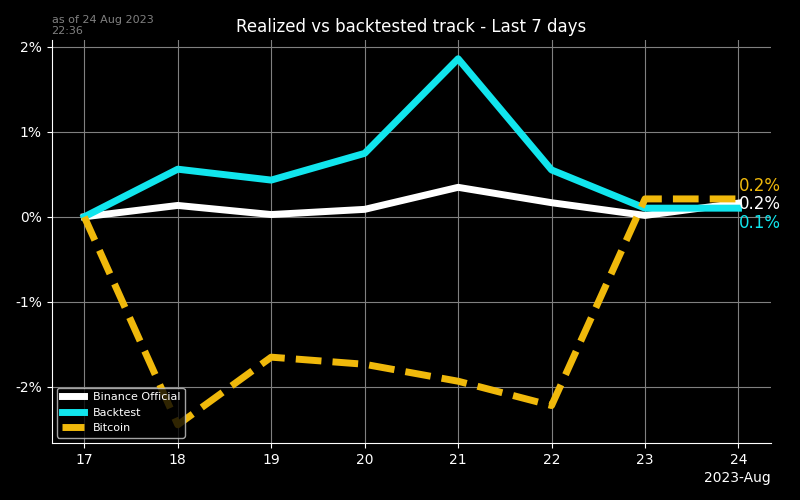 as of 24 Aug 2023
22:36
Realized vs backtested track - Last 7 days
2%
1%
0%
-1%
-2%
0.2%
0.2%
0.1%
Binance Official
Backtest
Bitcoin
17 18 19 20 21 22 23 24
2023-Aug